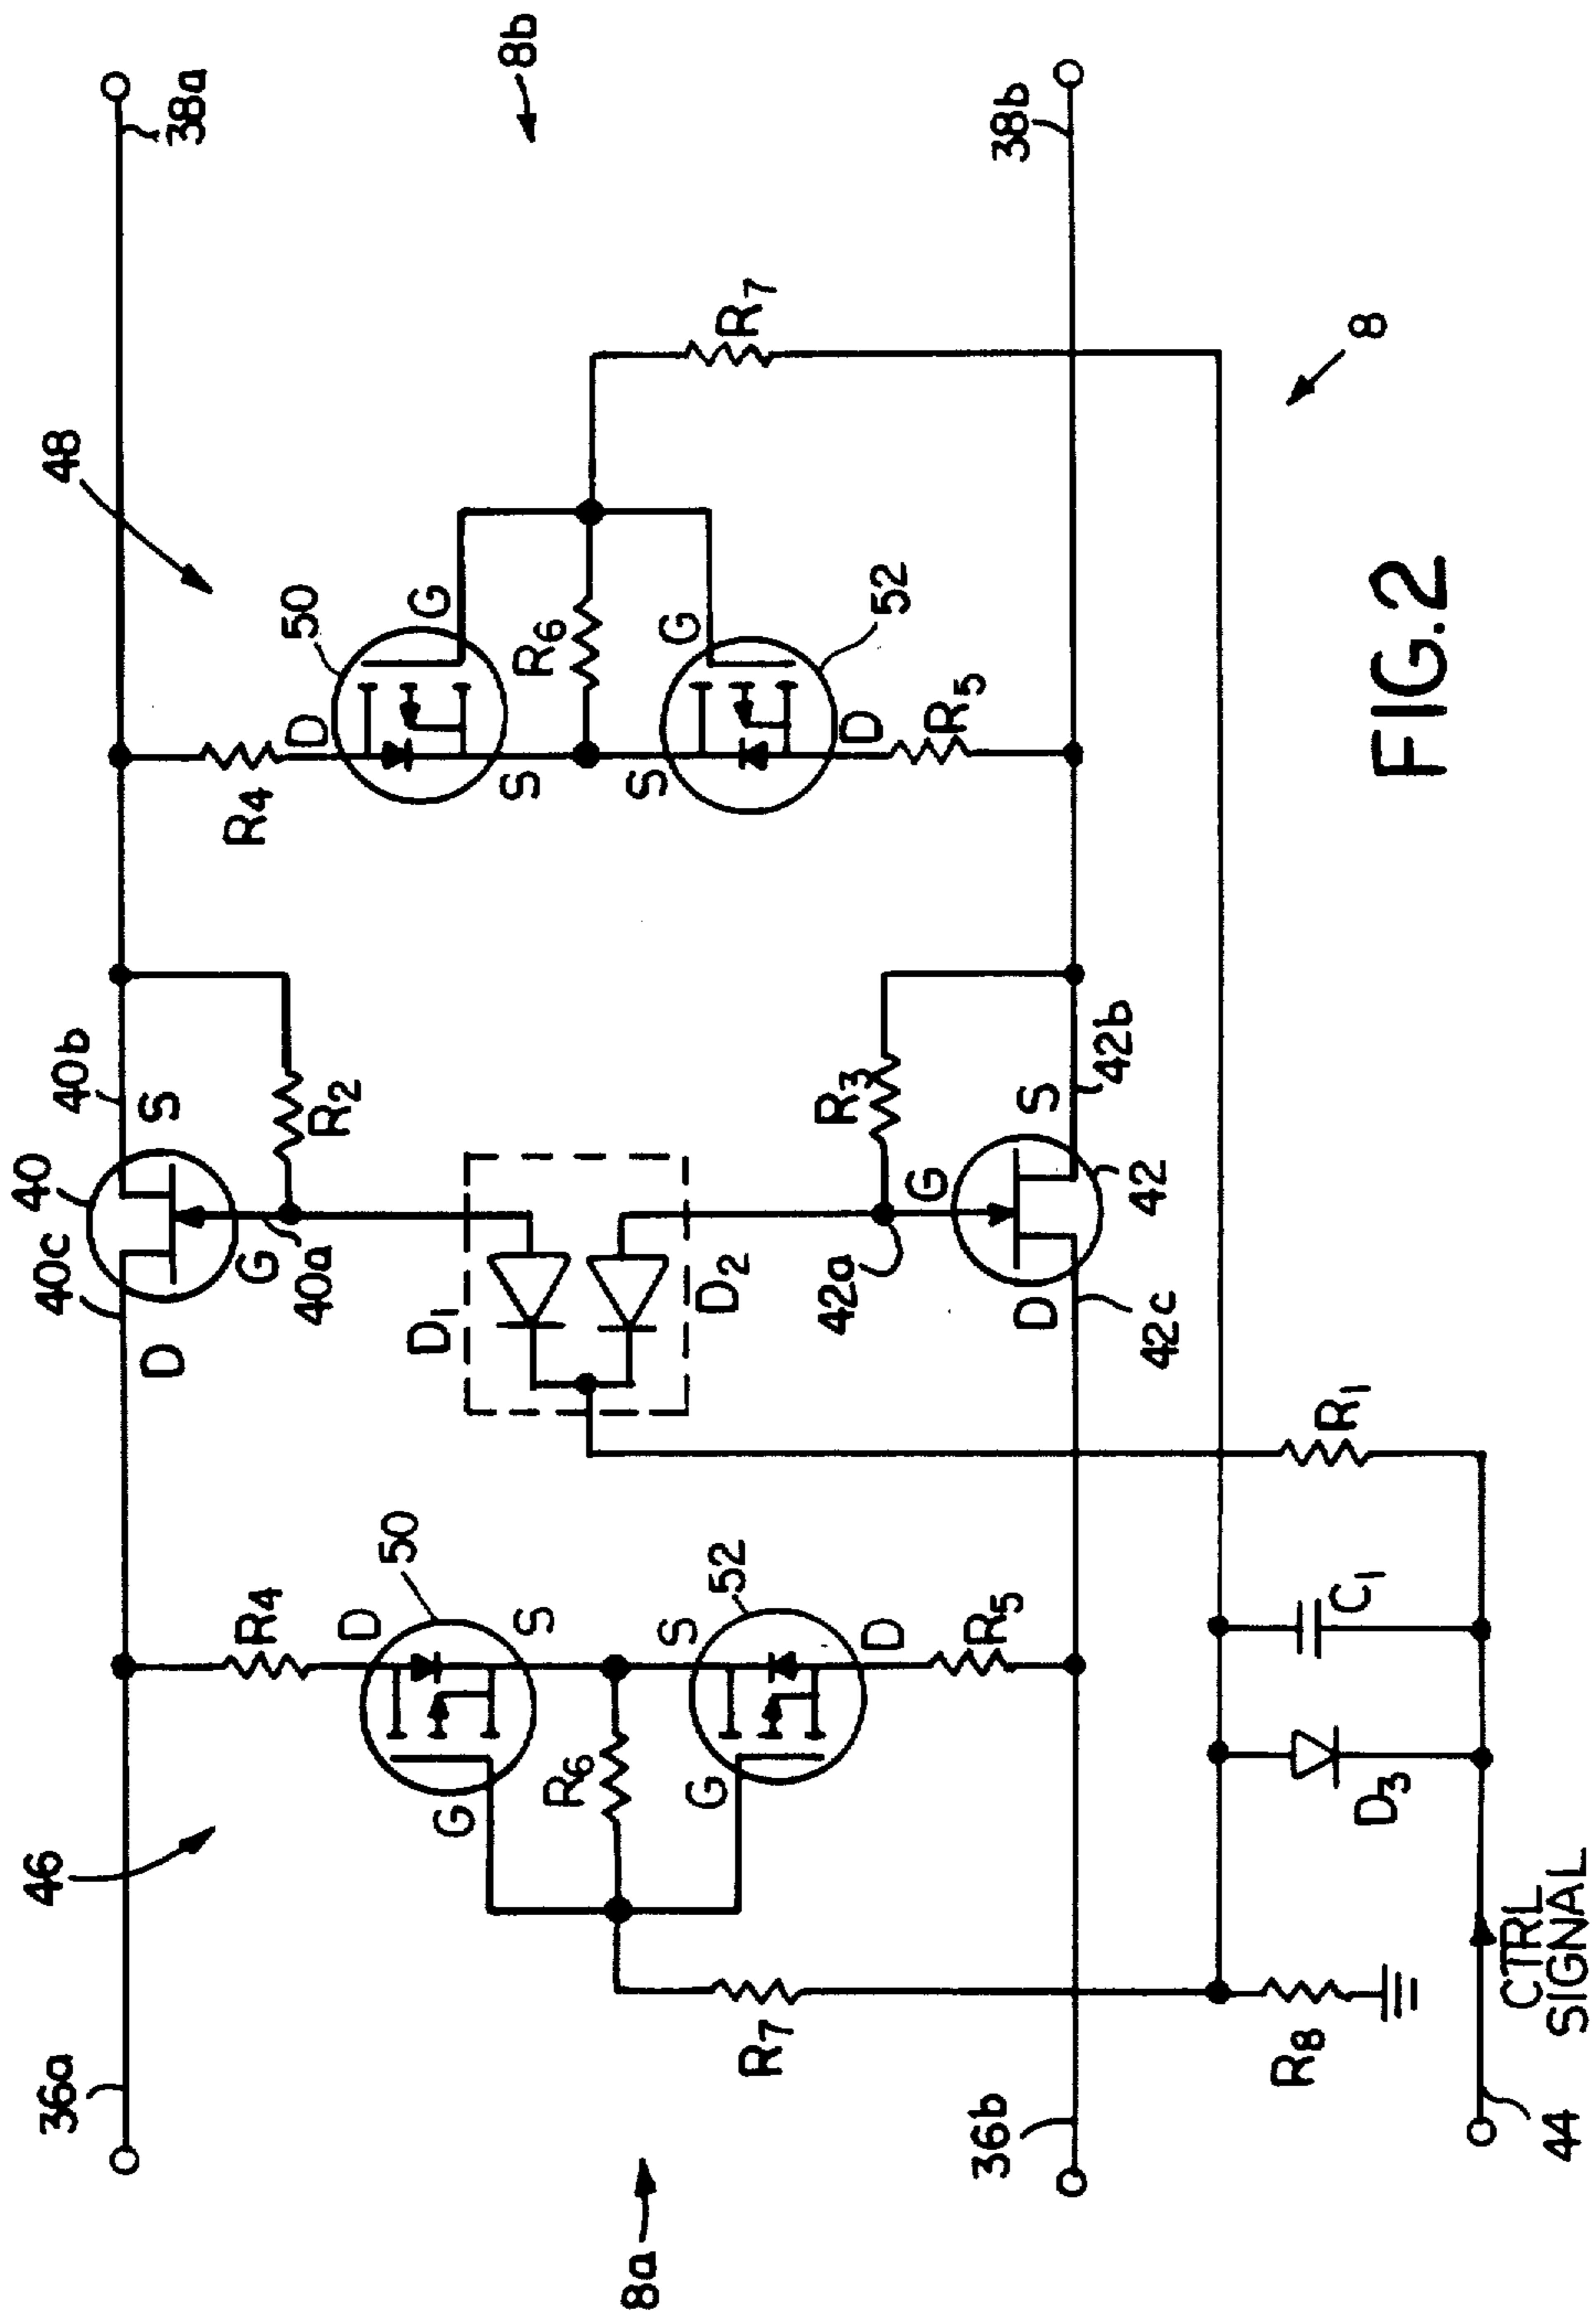 36a
46
40c
40
40b
48
38a
D
S
G
40a
R2
R4
R4
50
D
50
D
G
G
S
S
D1
8b
R6
R6
S
S
52
52
G
G
D2
8a
R7
R7
42a
R3
G
D
D
R5
R5
36b
D
S
38b
42c
42
42b
R8
D3
C1
R1
8
44
CTRL
SIGNAL
FIG.2